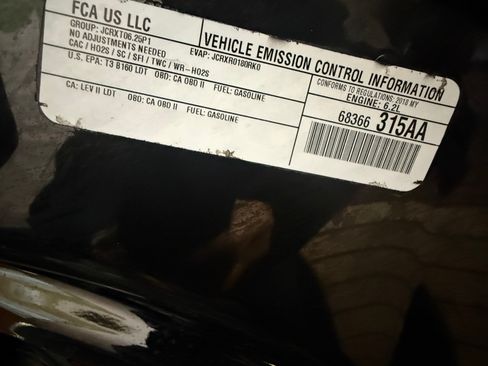 FCA US LLC
VEHICLE EMISSION CONTROL INFORMATION
GROUP: JCRXT06.25P1
EVAP: JCRXR0180RK0
NO ADJUSTMENTS NEEDED
CAC / HO2S / SC / SFI / TWC / WR-HO2S
U.S. EPA: T3 B160 LDT OBD: CA OBD II FUEL: GASOLINE
CA: LEV II LDT OBD: CA OBD II FUEL: GASOLINE
CONFORMS TO REGULATIONS: 2018 MY
ENGINE: 6.2L
68366 315AA